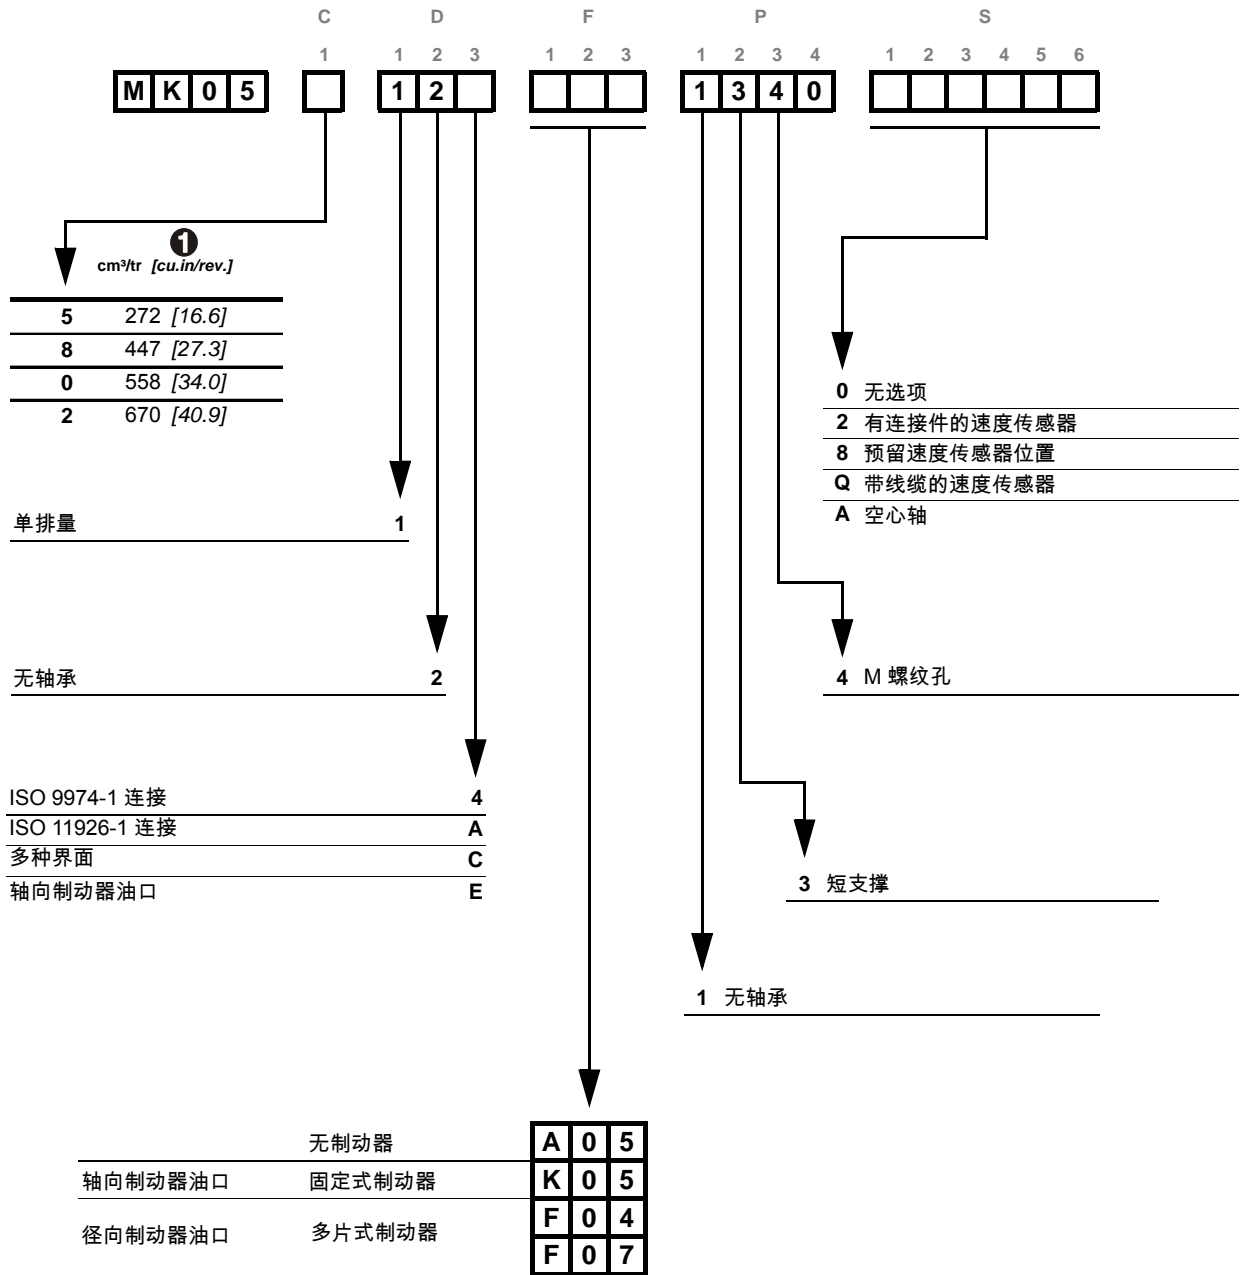 C D F P S
1 1 2 3 1 2 3 1 2 3 4 1 2 3 4 5 6
M K 0 5 1 2 1 3 4 0
❶
cm³/tr [cu.in/rev.]
5 272 [16.6]
8 447 [27.3]
0 558 [34.0]
2 670 [40.9]
0 无选项
2 有连接件的速度传感器
8 预留速度传感器位置
Q 带线缆的速度传感器
A 空心轴
单排量 1
无轴承 2
4 M 螺纹孔
ISO 9974-1 连接 4
ISO 11926-1 连接 A
多种界面 C
轴向制动器油口 E
3 短支撑
1 无轴承
无制动器 A 0 5
轴向制动器油口 固定式制动器 K 0 5
径向制动器油口 多片式制动器 F 0 4
F 0 7